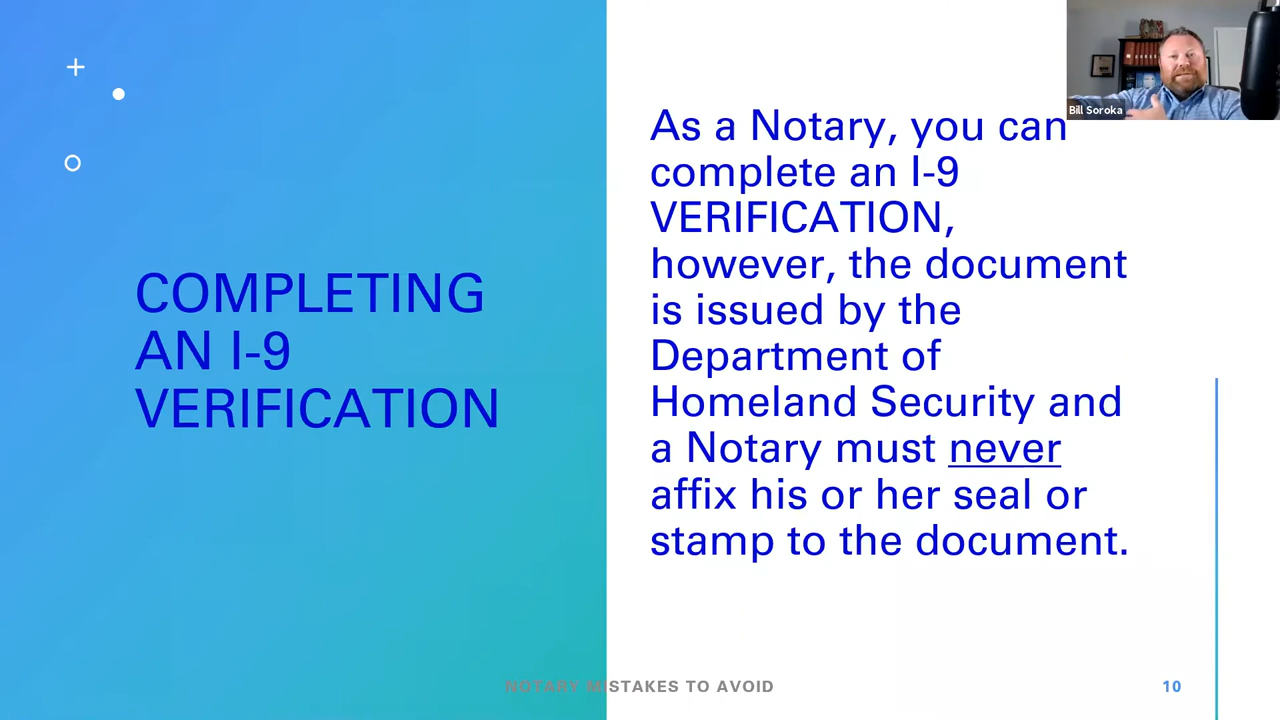 COMPLETING
AN I-9
VERIFICATION
As a Notary, you can
complete an I-9
VERIFICATION,
however, the document
is issued by the
Department of
Homeland Security and
a Notary must never
affix his or her seal or
stamp to the document.
Bill Soroka
NOTARY MISTAKES TO AVOID
10